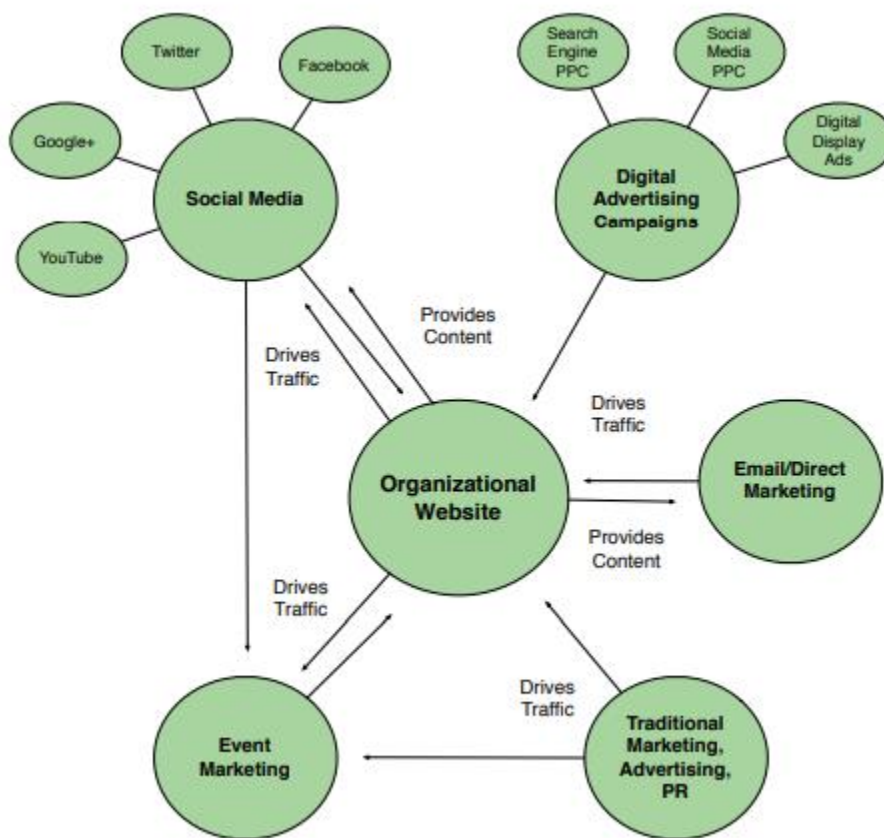 Twitter
Facebook
Google+
YouTube
Social Media
Search
Engine
PPC
Social
Media
PPC
Digital
Display
Ads
Digital
Advertising
Campaigns
Provides
Content
Drives
Traffic
Drives
Traffic
Organizational
Website
Email/Direct
Marketing
Provides
Content
Drives
Traffic
Drives
Traffic
Event
Marketing
Traditional
Marketing,
Advertising,
PR